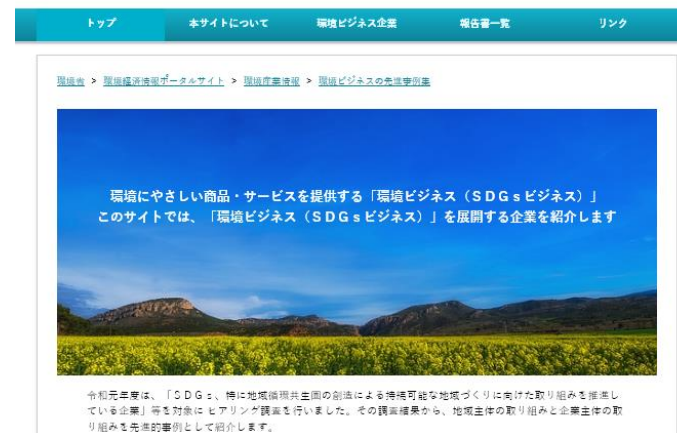 トップ 本サイトについて 環境ビジネス企業 報告書一覧 リンク
環境省 > 環境経済情報ポータルサイト > 環境産業情報 > 環境ビジネスの先進事例集
環境にやさしい商品・サービスを提供する「環境ビジネス（ＳＤＧｓビジネス）」
このサイトでは、「環境ビジネス（ＳＤＧｓビジネス）」を展開する企業を紹介します
令和元年度は、「ＳＤＧｓ、特に地域循環共生圏の創造による持続可能な地域づくりに向けた取り組みを推進し
ている企業」等を対象に ヒアリング調査を行いました。その調査結果から、地域主体の取り組みと企業主体の取
り組みを先進的事例として紹介します。